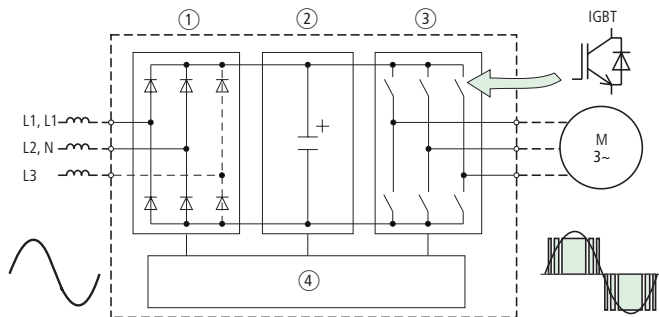 ① ② ③
IGBT
L1, L1
L2, N
L3
+
M
3~
④